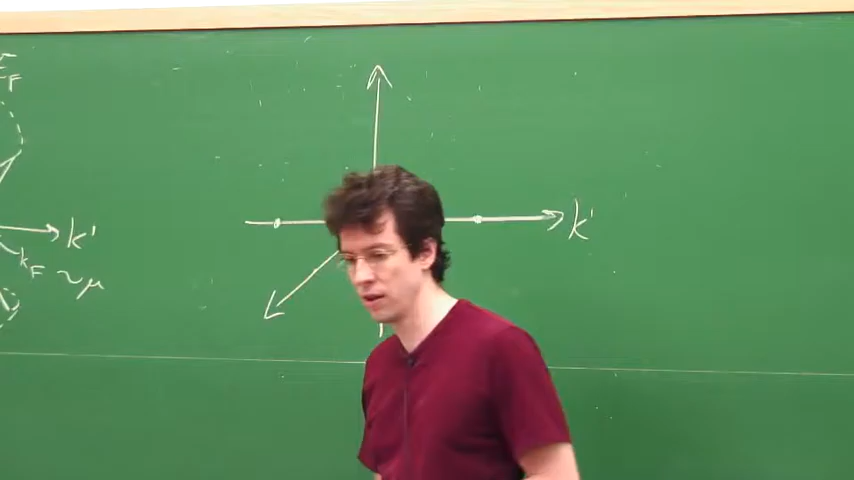 F
k'
k_F ~ μ
k'